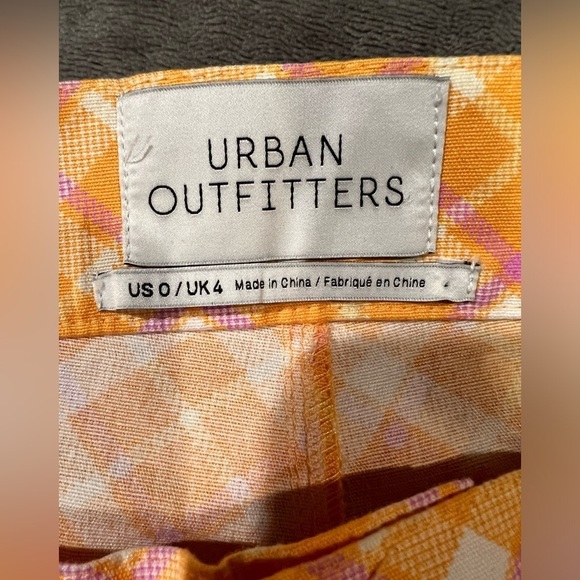 URBAN
OUTFITTERS
US 0 / UK 4 Made in China / Fabriqué en Chine